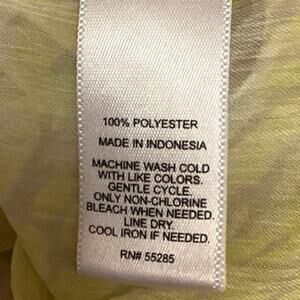 100% POLYESTER
MADE IN INDONESIA
MACHINE WASH COLD
WITH LIKE COLORS.
GENTLE CYCLE.
ONLY NON-CHLORINE
BLEACH WHEN NEEDED.
LINE DRY.
COOL IRON IF NEEDED.
RN# 55285